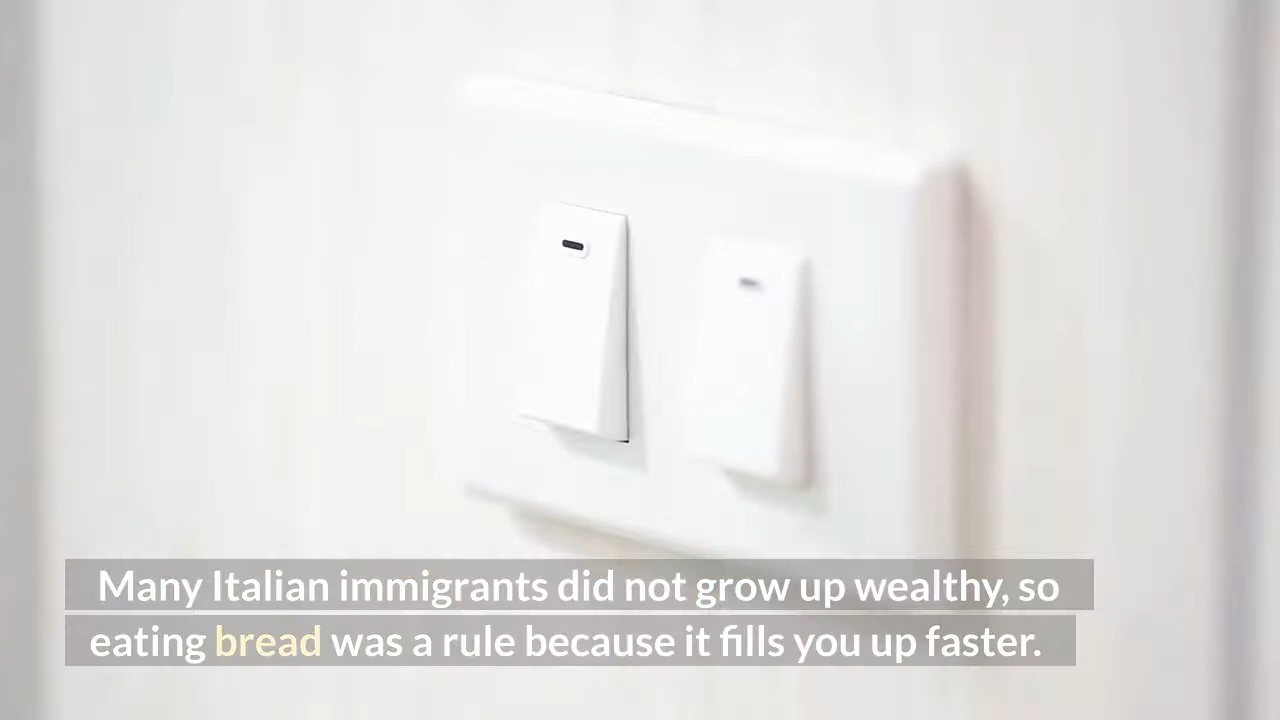 Many Italian immigrants did not grow up wealthy, so
eating bread was a rule because it fills you up faster.